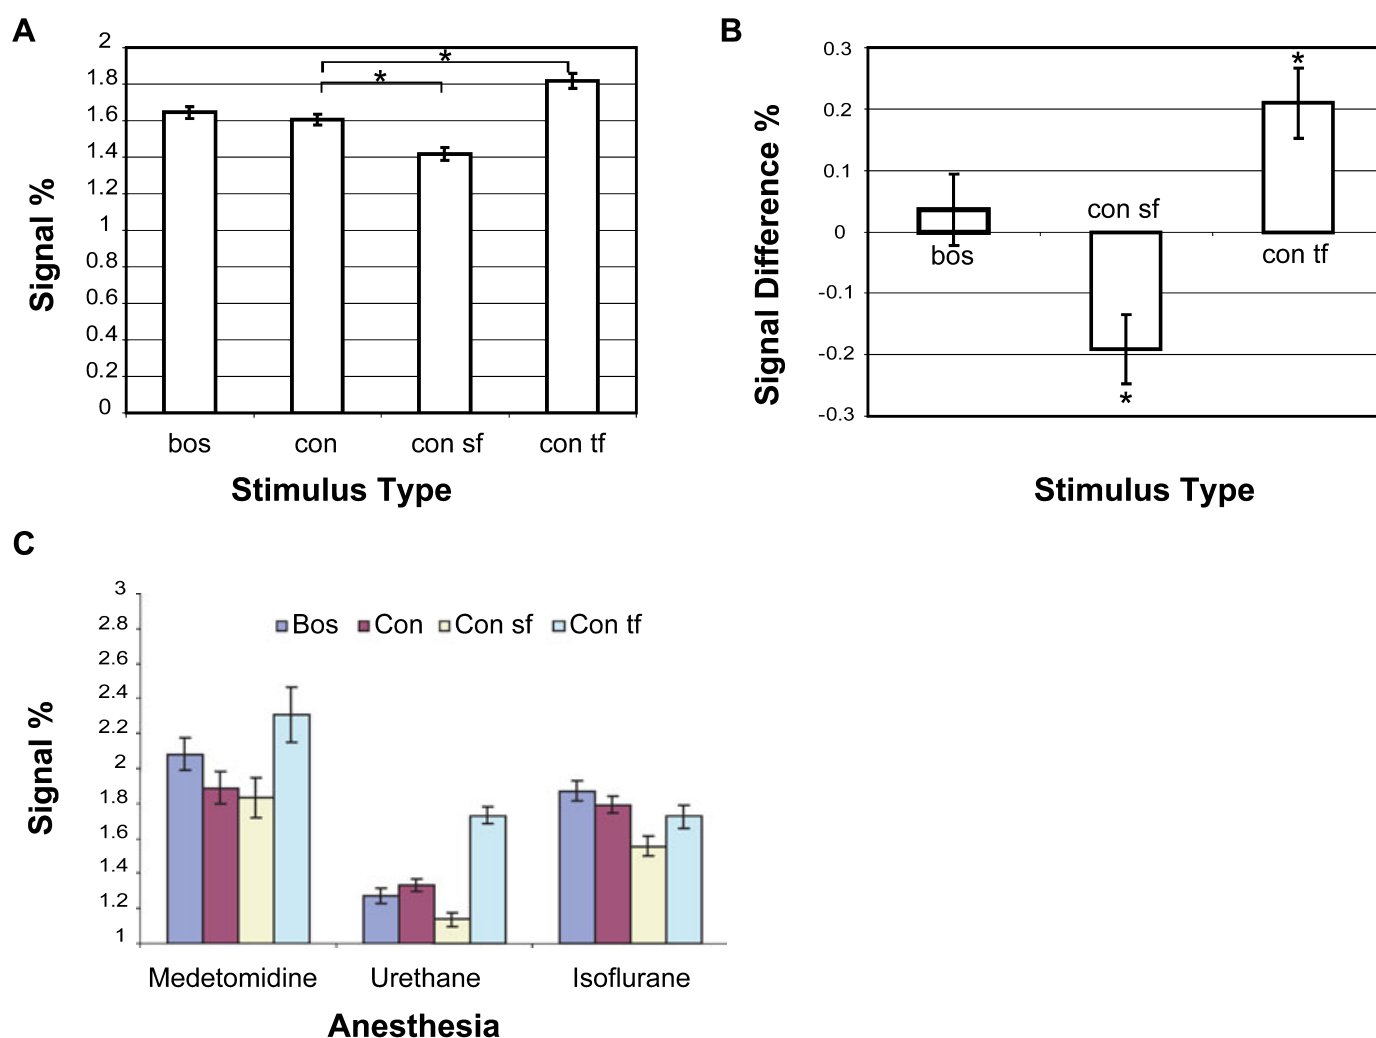 A
2
1.8
1.6
1.4
1.2
1
0.8
0.6
0.4
0.2
0
Signal %
* *
bos con con sf con tf
Stimulus Type
B
0.3
0.2
0.1
0
-0.1
-0.2
-0.3
Signal Difference %
*
con sf
bos
con tf
*
Stimulus Type
C
3
2.8
2.6
2.4
2.2
2
1.8
1.6
1.4
1.2
1
Signal %
Bos Con Con sf Con tf
Medetomidine Urethane Isoflurane
Anesthesia